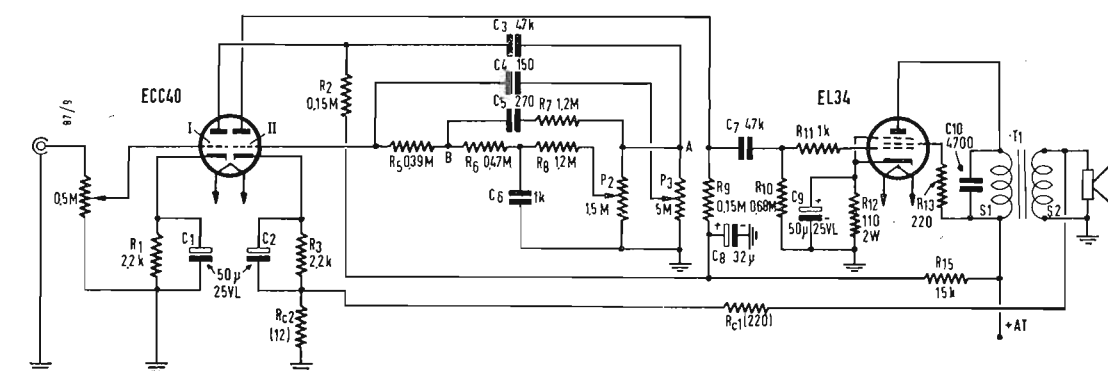 C3 47k
C4 150
C5 270
R7 1,2M
ECC40
87/9
I
II
R2
0,15M
0,5M
R5 0,39M
B
R6 0,47M
R8 1,2M
C6
1k
P2
1,5M
P3
5M
A
R1
2,2k
C1
C2
50µ
25VL
R3
2,2k
Rc2
(12)
C7 47k
R11 1k
EL34
R9
0,15M
R10
0,68M
C9
50µ 25VL
R12
110
2W
C8 32µ
C10
4700
T1
R13
220
S1
S2
R15
15k
Rc1 (220)
+AT